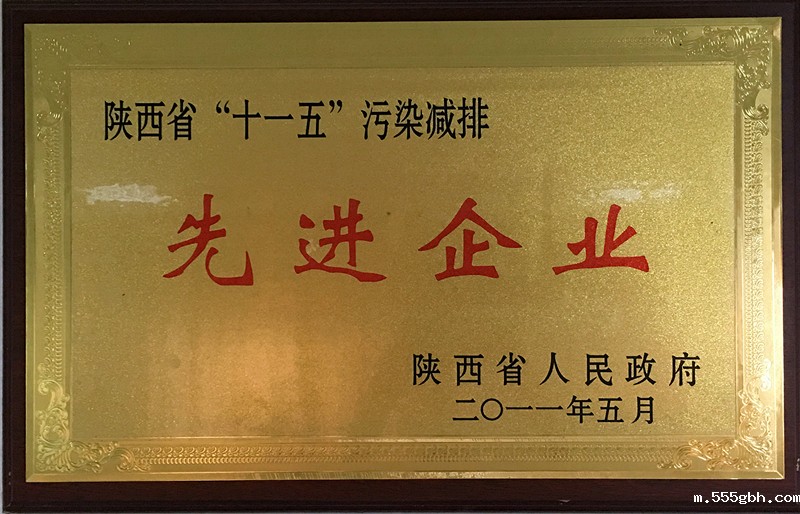 陕西省“十一五”污染减排
先进企业
陕西省人民政府
二〇一一年五月
m.555gbh.com